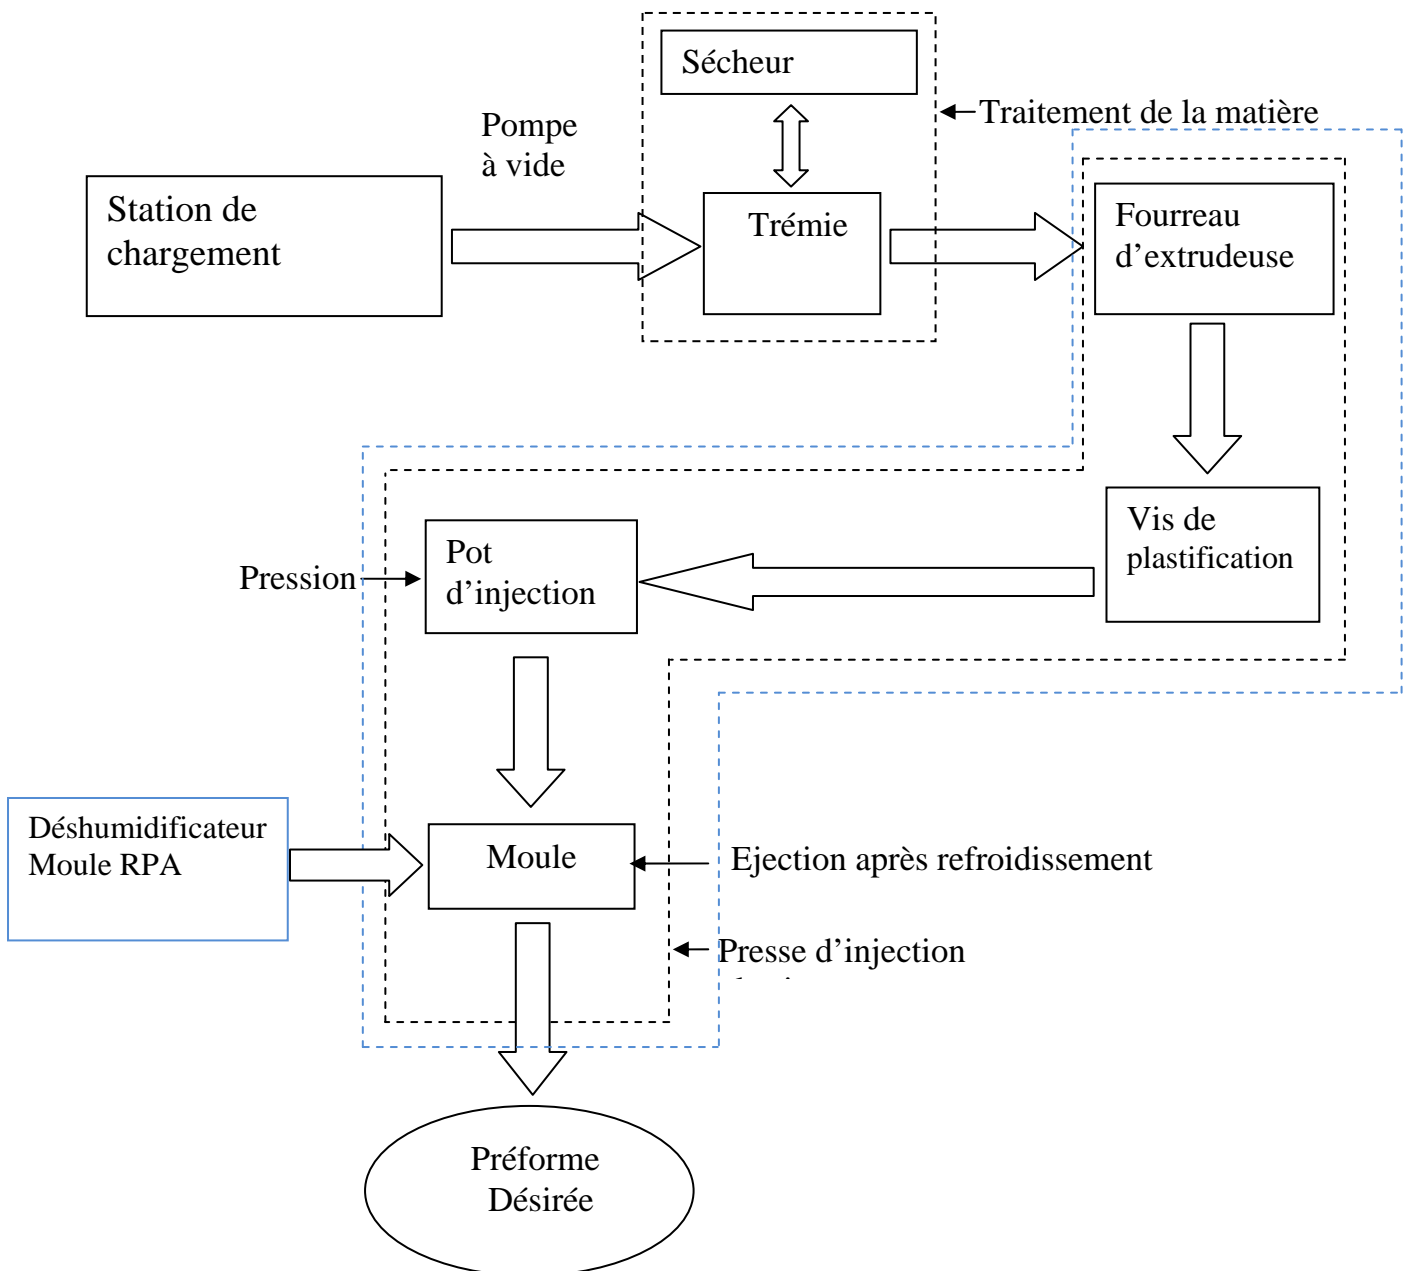 Sécheur
Traitement de la matière
Pompe
à vide
Station de
chargement
Trémie
Fourreau
d’extrudeuse
Vis de
plastification
Pot
d’injection
Pression
Déshumidificateur
Moule RPA
Moule
Ejection après refroidissement
Presse d’injection
Préforme
Désirée